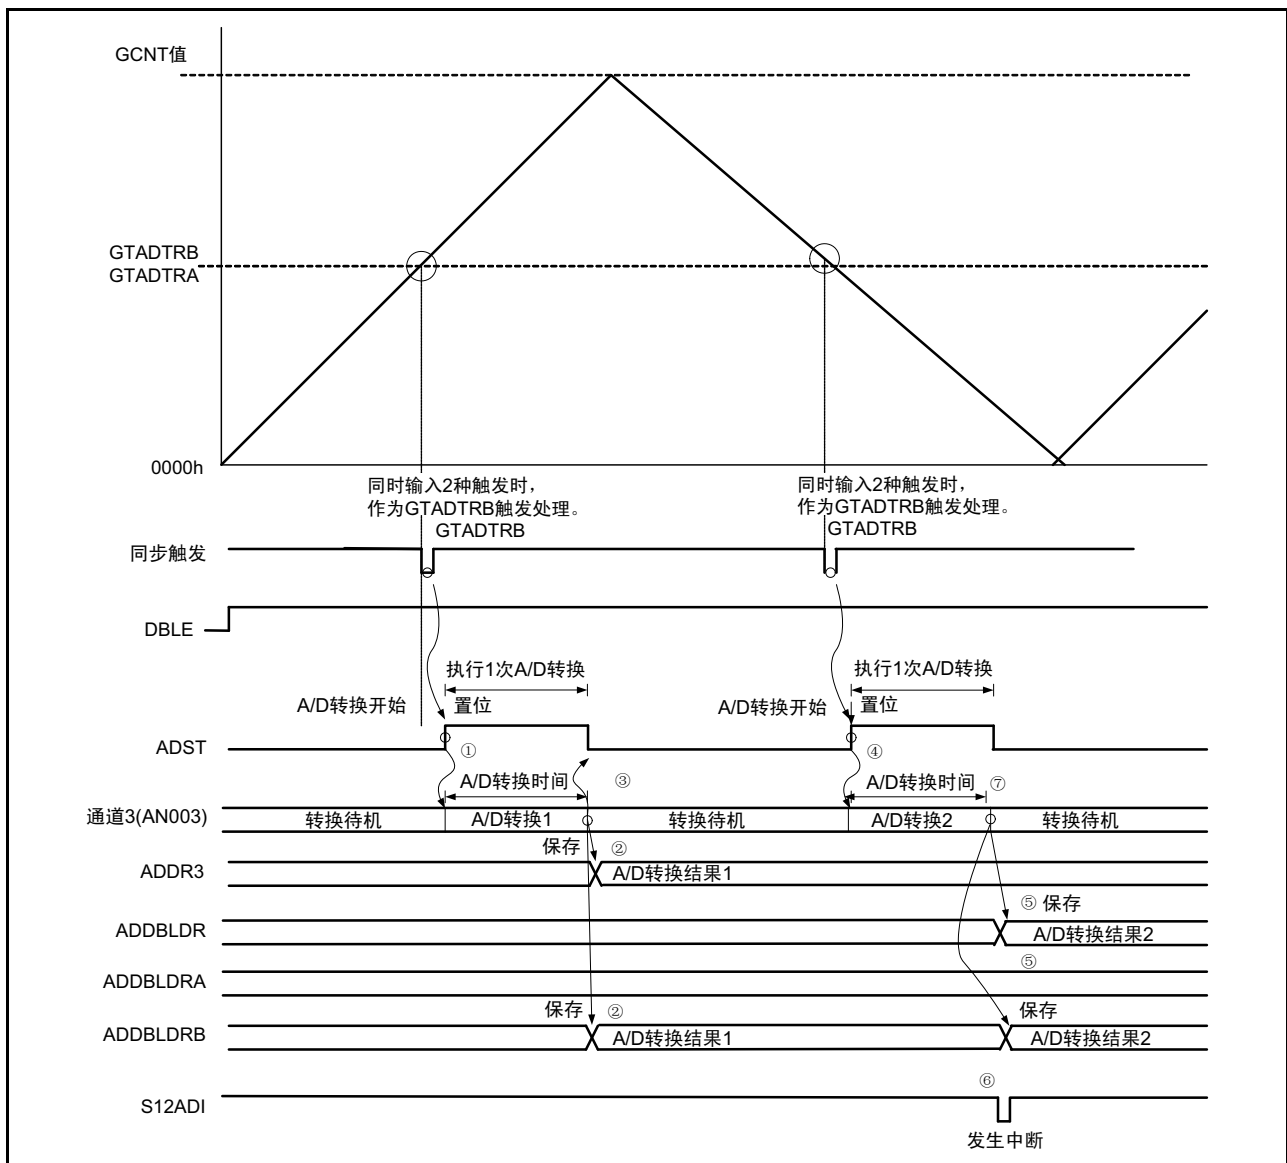 GCNT值
GTADTRB
GTADTRA
0000h
同时输入2种触发时，
作为GTADTRB触发处理。
GTADTRB
同时输入2种触发时，
作为GTADTRB触发处理。
GTADTRB
同步触发
DBLE
执行1次A/D转换
执行1次A/D转换
A/D转换开始
置位
A/D转换开始
置位
ADST
①
④
A/D转换时间
③
A/D转换时间
⑦
通道3(AN003)
转换待机
A/D转换1
转换待机
A/D转换2
转换待机
保存
②
ADDR3
A/D转换结果1
⑤
保存
ADDBLDR
A/D转换结果2
⑤
ADDBLDRA
保存
②
保存
ADDBLDRB
A/D转换结果1
A/D转换结果2
⑥
S12ADI
发生中断